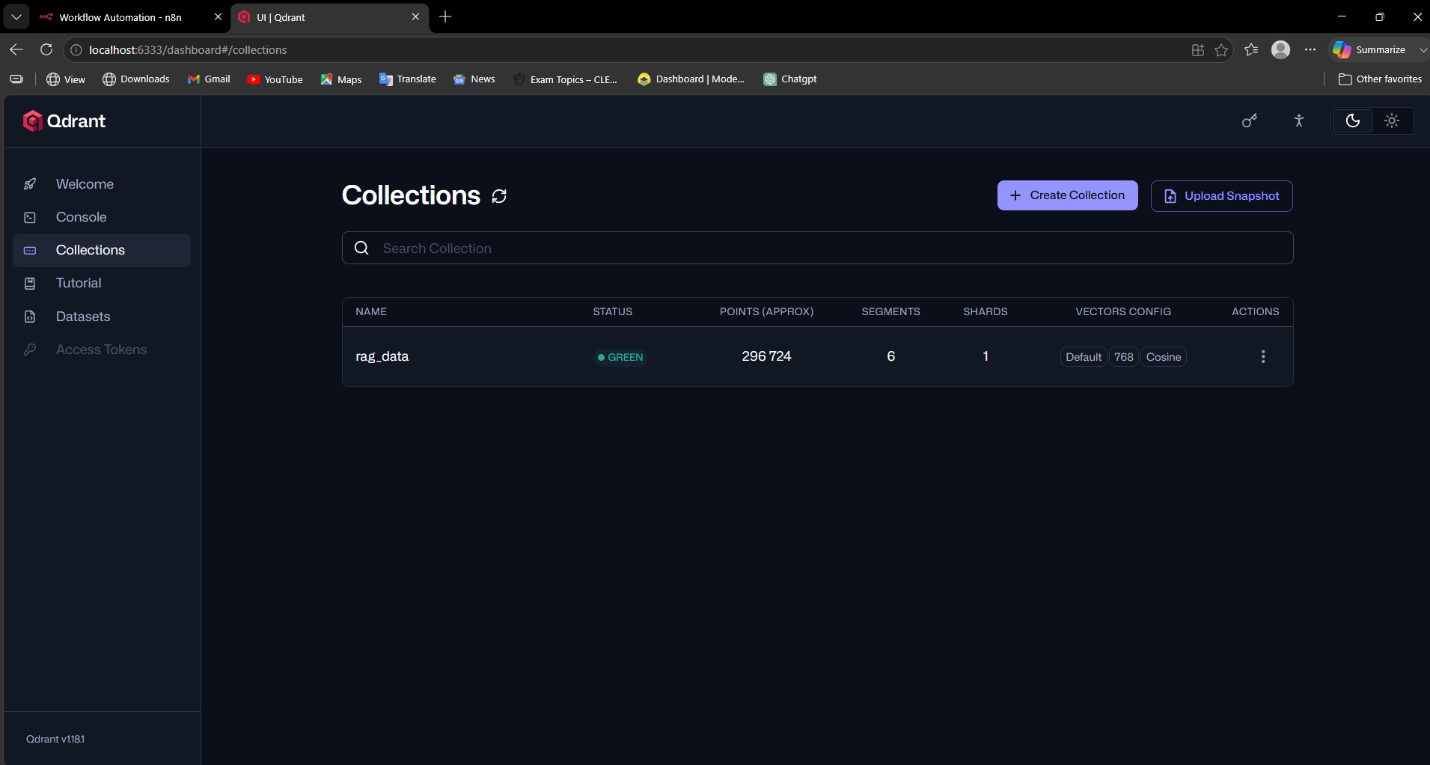 Workflow Automation - n8n
UI | Qdrant
localhost:6333/dashboard#/collections
Summarize
View
Downloads
Gmail
YouTube
Maps
Translate
News
Exam Topics – CLE...
Dashboard | Mode...
Chatgpt
Other favorites
Qdrant
Welcome
Console
Collections
Tutorial
Datasets
Access Tokens
Qdrant v1.18.1
Collections
Create Collection
Upload Snapshot
Search Collection
NAME STATUS POINTS (APPROX) SEGMENTS SHARDS VECTORS CONFIG ACTIONS
rag_data GREEN 296 724 6 1 Default 768 Cosine